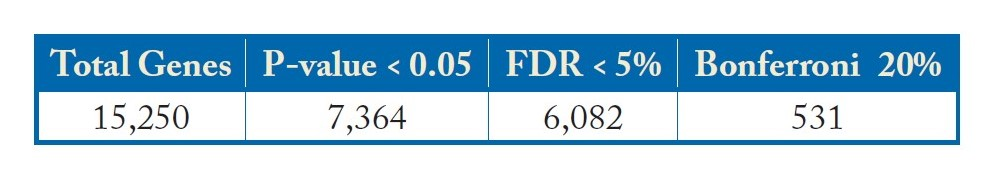 Total Genes P-value < 0.05 FDR < 5% Bonferroni 20%
15,250 7,364 6,082 531